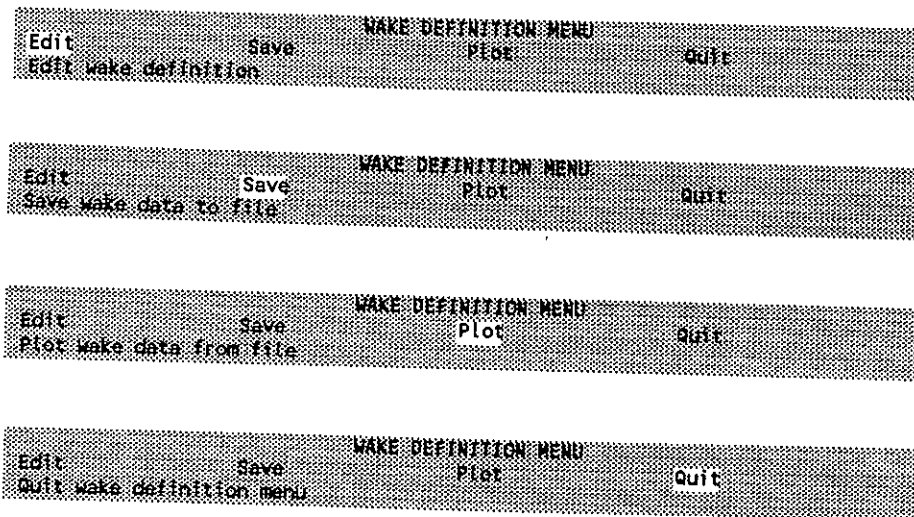 WAKE DEFINITION MENU
Edit Save Plot Quit
Edit wake definition
WAKE DEFINITION MENU
Edit Save Plot Quit
Save wake data to file
WAKE DEFINITION MENU
Edit Save Plot Quit
Plot wake data from file
WAKE DEFINITION MENU
Edit Save Plot Quit
Quit wake definition menu